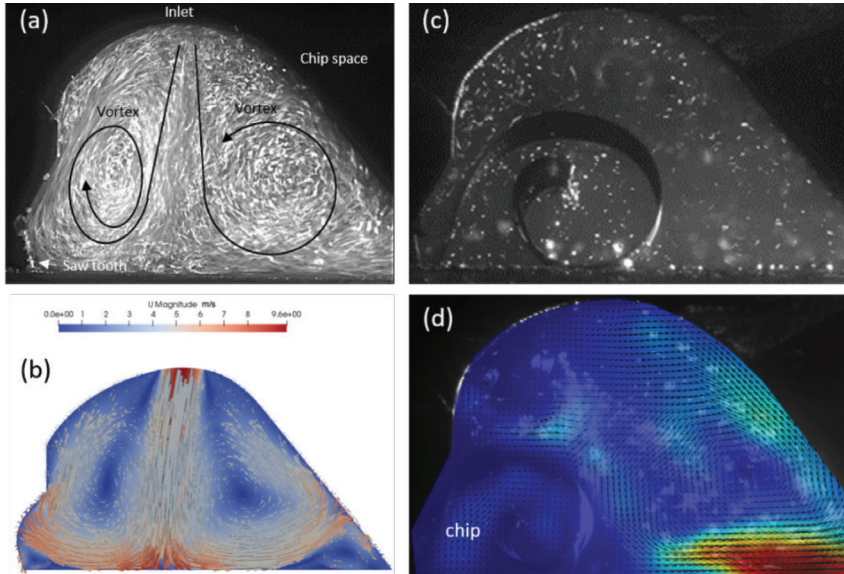 (a)
Inlet
Chip space
Vortex
Vortex
Saw tooth
(c)
U Magnitude m/s
0.0e+00 1 2 3 4 5 6 7 8 9.6e+00
(b)
(d)
chip